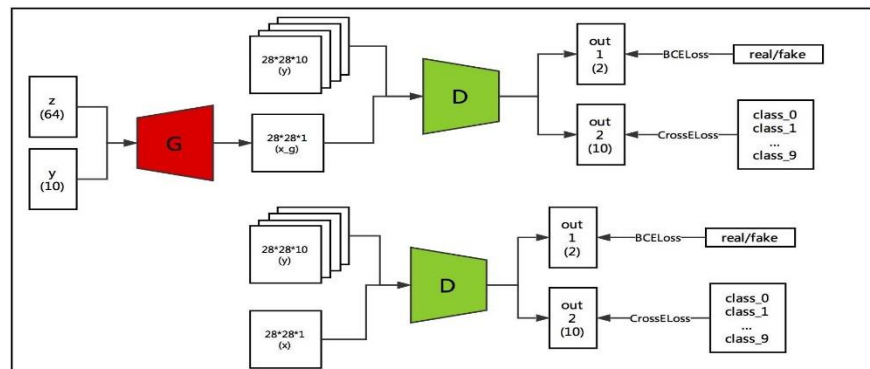 z
(64)
y
(10)
G
28*28*10
(y)
28*28*1
(x_g)
D
out
1
(2)
BCELoss
real/fake
out
2
(10)
CrossELoss
class_0
class_1
...
class_9
28*28*10
(y)
28*28*1
(x)
D
out
1
(2)
BCELoss
real/fake
out
2
(10)
CrossELoss
class_0
class_1
...
class_9